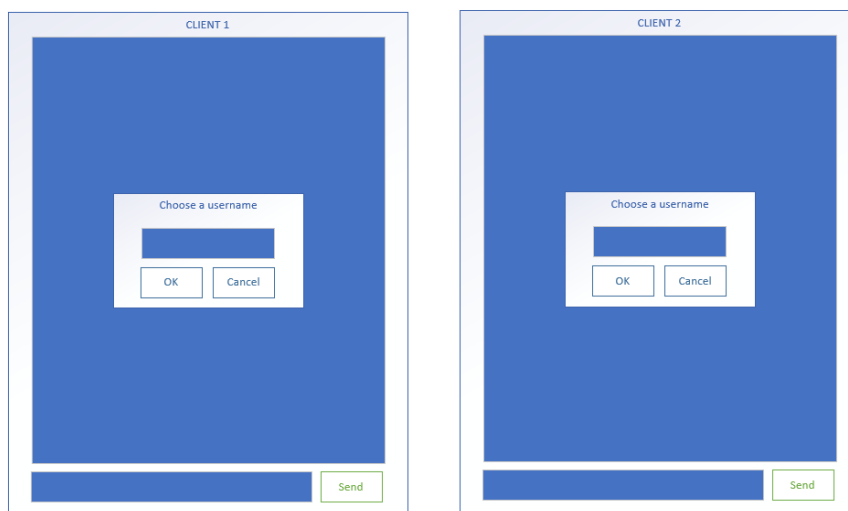 CLIENT 1
Choose a username
OK
Cancel
Send
CLIENT 2
Choose a username
OK
Cancel
Send